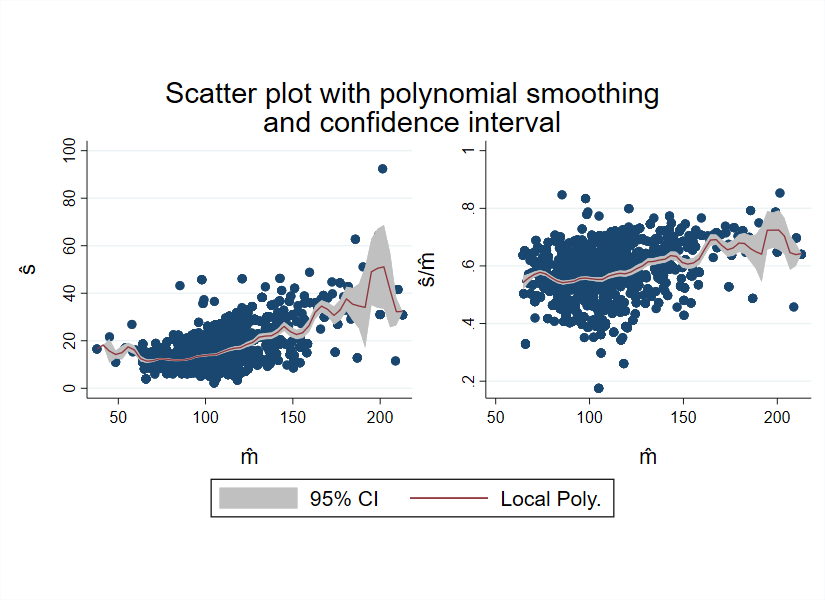 Scatter plot with polynomial smoothing
and confidence interval
100
80
60
40
20
0
ŝ
50 100 150 200
m̂
1
.8
.6
.4
.2
ŝ/m̂
50 100 150 200
m̂
95% CI Local Poly.